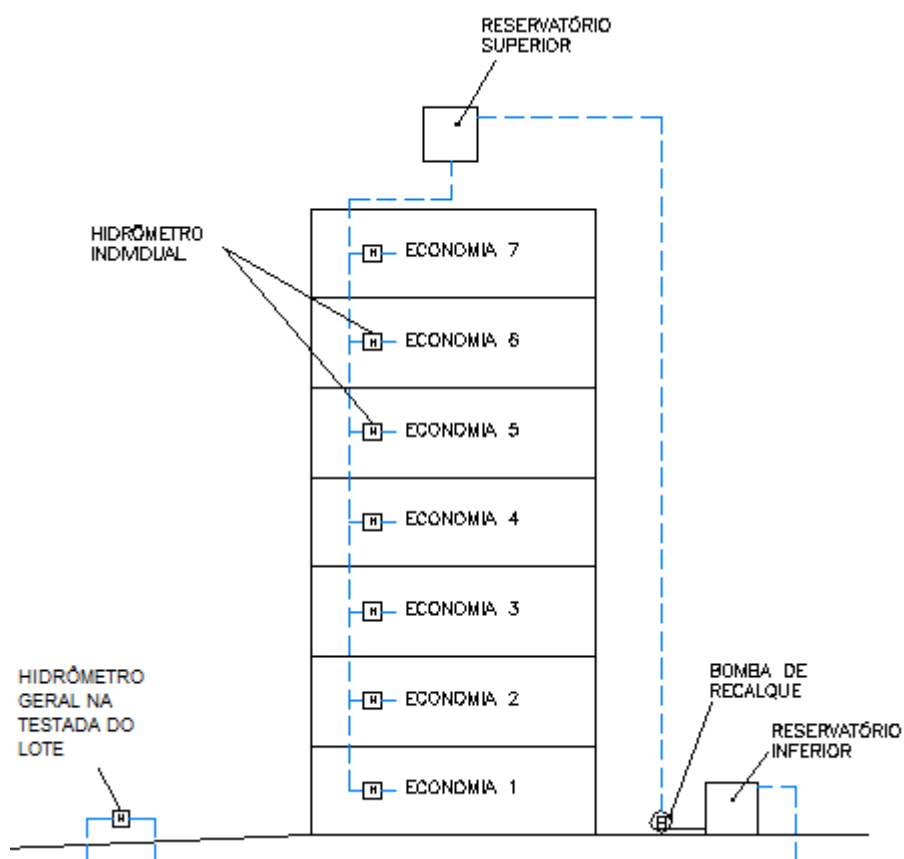 RESERVATÓRIO
SUPERIOR
HIDRÔMETRO
INDIVIDUAL
H ECONOMIA 7
H ECONOMIA 6
H ECONOMIA 5
H ECONOMIA 4
H ECONOMIA 3
H ECONOMIA 2
H ECONOMIA 1
HIDRÔMETRO
GERAL NA
TESTADA DO
LOTE
H
BOMBA DE
RECALQUE
RESERVATÓRIO
INFERIOR